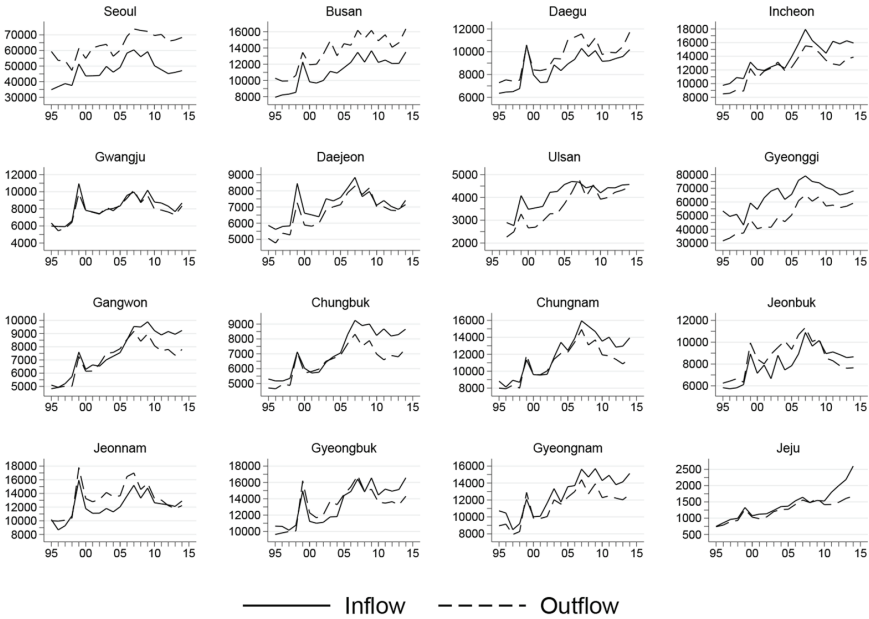 Seoul Busan Daegu Incheon
70000 60000 50000 40000 30000
16000 14000 12000 10000 8000
12000 10000 8000 6000
18000 16000 14000 12000 10000 8000
95 00 05 10 15 95 00 05 10 15 95 00 05 10 15 95 00 05 10 15
Gwangju Daejeon Ulsan Gyeonggi
12000 10000 8000 6000 4000
9000 8000 7000 6000 5000
5000 4000 3000 2000
80000 70000 60000 50000 40000 30000
95 00 05 10 15 95 00 05 10 15 95 00 05 10 15 95 00 05 10 15
Gangwon Chungbuk Chungnam Jeonbuk
10000 9000 8000 7000 6000 5000
9000 8000 7000 6000 5000
16000 14000 12000 10000 8000
12000 10000 8000 6000
95 00 05 10 15 95 00 05 10 15 95 00 05 10 15 95 00 05 10 15
Jeonnam Gyeongbuk Gyeongnam Jeju
18000 16000 14000 12000 10000 8000
18000 16000 14000 12000 10000
16000 14000 12000 10000 8000
2500 2000 1500 1000 500
95 00 05 10 15 95 00 05 10 15 95 00 05 10 15 95 00 05 10 15
Inflow Outflow